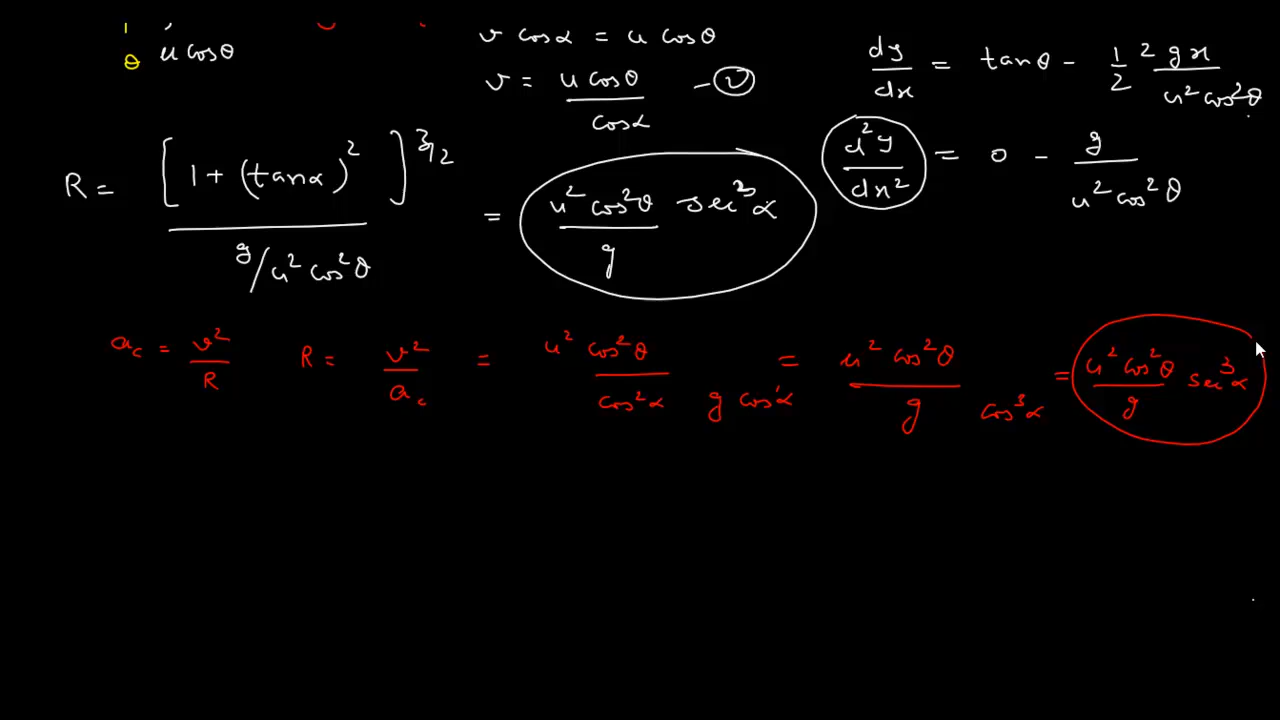 θ u cosθ
v cosα = u cosθ
v = u cosθ / cosα — (v)
dy/dx = tanθ - 1/2 2gx / u² cos²θ
d²y/dx² = 0 - g / u² cos²θ
R = [1 + (tanα)²]^3/2 / g/u² cos²θ = u² cos²θ / g sec³α
a_c = v²/R R = v²/a_c = u² cos²θ / cos²α g cosα = u² cos²θ / g cos³α = u² cos²θ / g sec³α